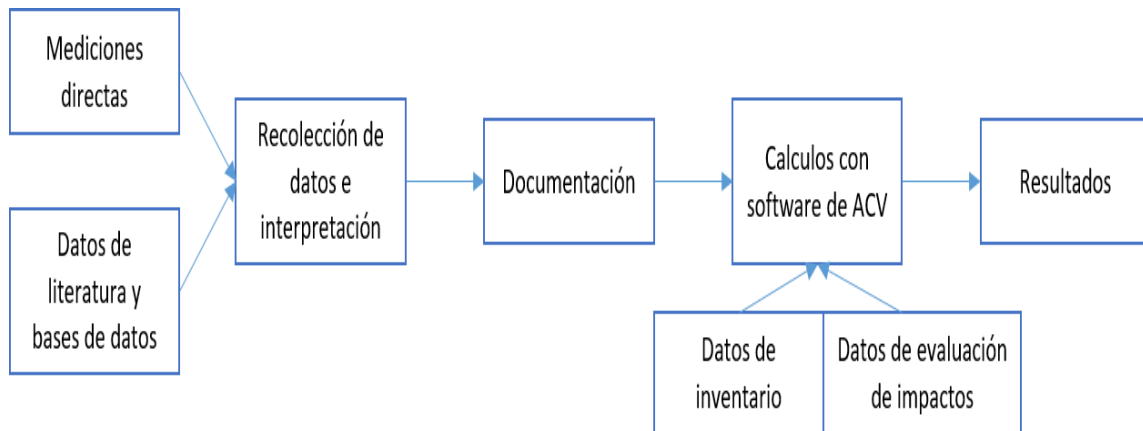 Mediciones
directas
Datos de
literatura y
bases de datos
Recolección de
datos e
interpretación
Documentación
Calculos con
software de ACV
Resultados
Datos de
inventario
Datos de evaluación
de impactos